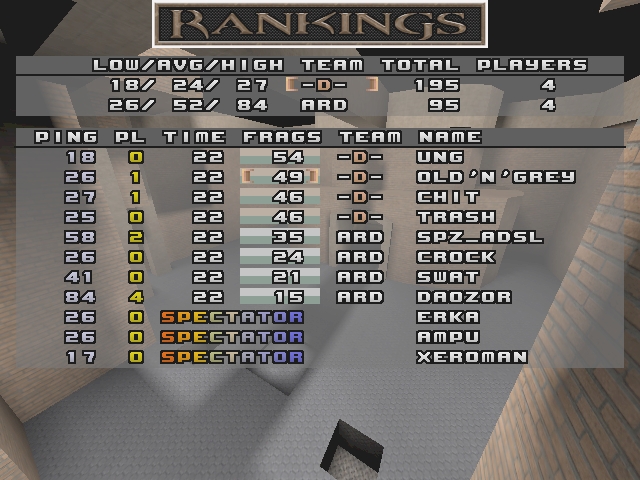 RANKINGS
LOW/AVG/HIGH TEAM TOTAL PLAYERS
18/ 24/ 27 [-D-] 195 4
26/ 52/ 84 ARD 95 4
PING PL TIME FRAGS TEAM NAME
18 0 22 54 -D- UNG
26 1 22 [49] -D- OLD'N'GREY
27 1 22 46 -D- CHIT
25 0 22 46 -D- TRASH
58 2 22 35 ARD SPZ_ADSL
26 0 22 24 ARD CROCK
41 0 22 21 ARD SWAT
84 4 22 15 ARD DAOZOR
26 0 SPECTATOR ERKA
26 0 SPECTATOR AMPU
17 0 SPECTATOR XEROMAN